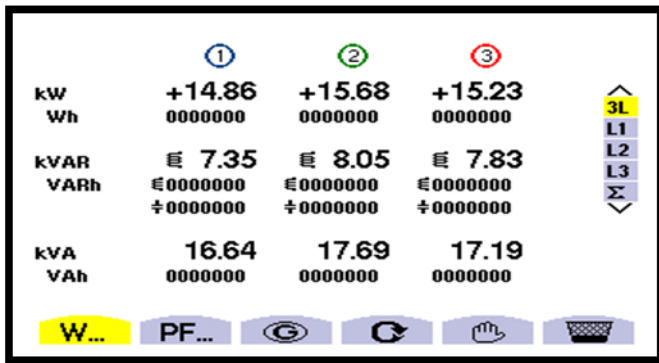 1 2 3
kW +14.86 +15.68 +15.23
Wh 0000000 0000000 0000000
kVAR 7.35 8.05 7.83
VARh 0000000 0000000 0000000
0000000 0000000 0000000
kVA 16.64 17.69 17.19
VAh 0000000 0000000 0000000
3L
L1
L2
L3
Σ
W... PF... G